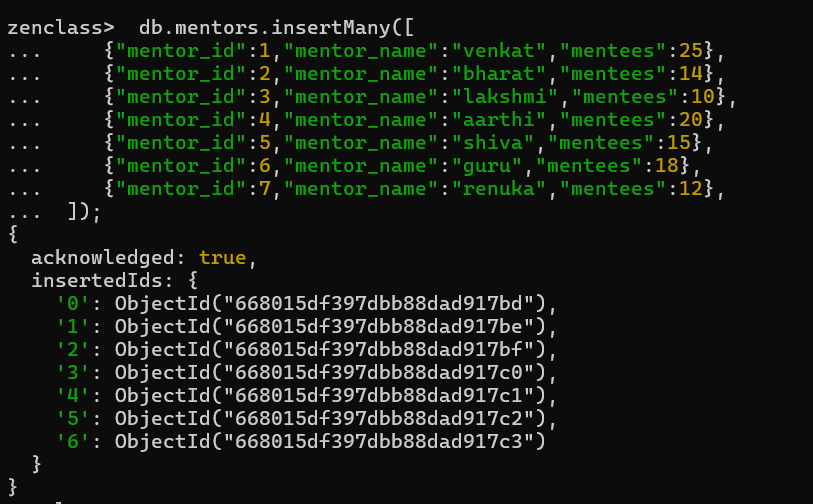 zenclass>  db.mentors.insertMany([
...     {"mentor_id":1,"mentor_name":"venkat","mentees":25},
...     {"mentor_id":2,"mentor_name":"bharat","mentees":14},
...     {"mentor_id":3,"mentor_name":"lakshmi","mentees":10},
...     {"mentor_id":4,"mentor_name":"aarthi","mentees":20},
...     {"mentor_id":5,"mentor_name":"shiva","mentees":15},
...     {"mentor_id":6,"mentor_name":"guru","mentees":18},
...     {"mentor_id":7,"mentor_name":"renuka","mentees":12},
...  ]);
{
  acknowledged: true,
  insertedIds: {
    '0': ObjectId("668015df397dbb88dad917bd"),
    '1': ObjectId("668015df397dbb88dad917be"),
    '2': ObjectId("668015df397dbb88dad917bf"),
    '3': ObjectId("668015df397dbb88dad917c0"),
    '4': ObjectId("668015df397dbb88dad917c1"),
    '5': ObjectId("668015df397dbb88dad917c2"),
    '6': ObjectId("668015df397dbb88dad917c3")
  }
}